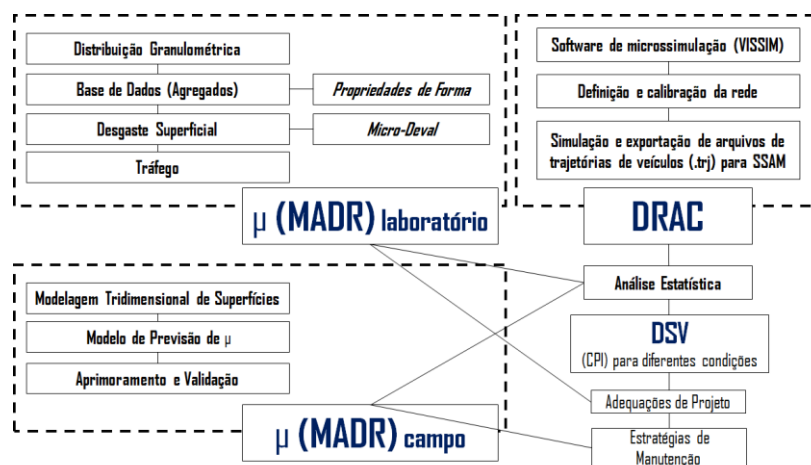 Distribuição Granulométrica
Base de Dados (Agregados)
Propriedades de Forma
Desgaste Superficial
Micro-Deval
Tráfego
μ (MADR) laboratório
Software de microssimulação (VISSIM)
Definição e calibração da rede
Simulação e exportação de arquivos de
trajetórias de veículos (.trj) para SSAM
DRAC
Análise Estatística
DSV
(CPI) para diferentes condições
Adequações de Projeto
Estratégias de
Manutenção
Modelagem Tridimensional de Superfícies
Modelo de Previsão de μ
Aprimoramento e Validação
μ (MADR) campo